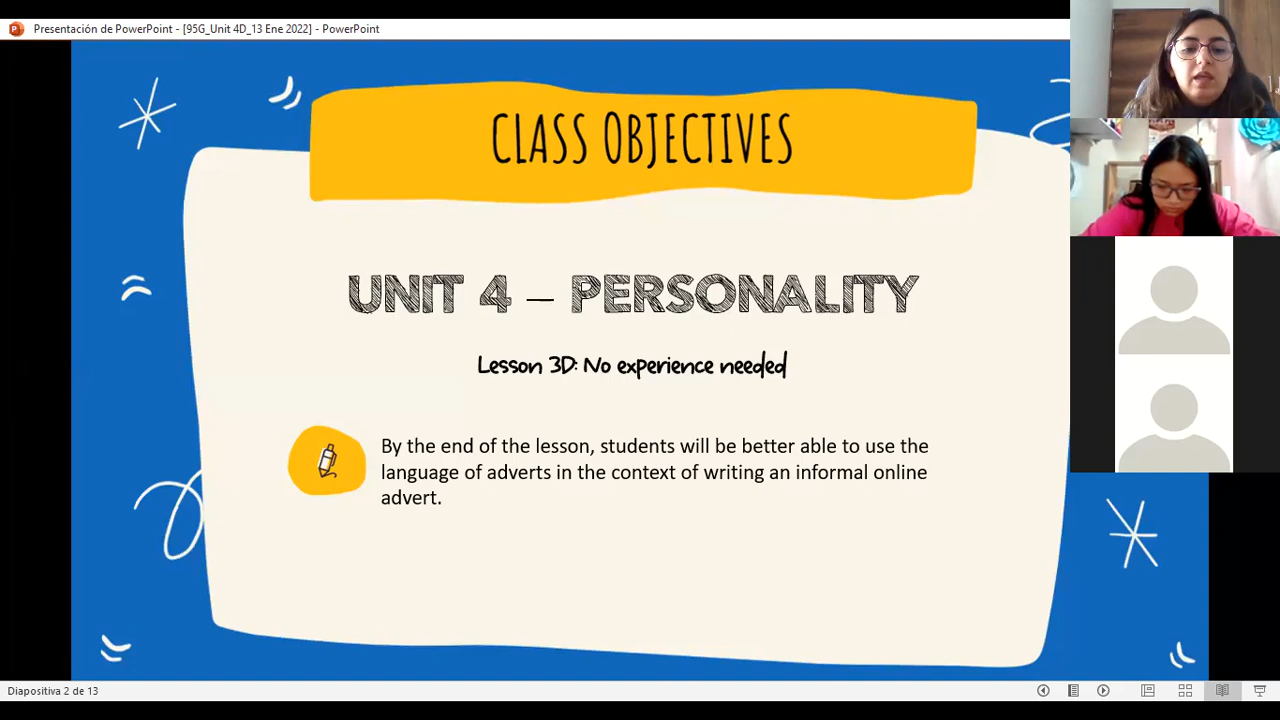 Presentación de PowerPoint - [95G_Unit 4D_13 Ene 2022] - PowerPoint
CLASS OBJECTIVES
UNIT 4 – PERSONALITY
Lesson 3D: No experience needed
By the end of the lesson, students will be better able to use the
language of adverts in the context of writing an informal online
advert.
Diapositiva 2 de 13